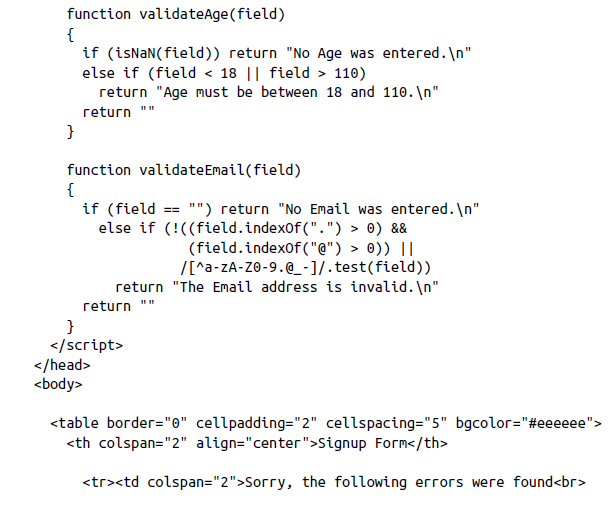 function validateAge(field)
{
if (isNaN(field)) return "No Age was entered.\n"
else if (field < 18 || field > 110)
return "Age must be between 18 and 110.\n"
return ""
}
function validateEmail(field)
{
if (field == "") return "No Email was entered.\n"
else if (!((field.indexOf(".") > 0) &&
(field.indexOf("@") > 0)) ||
/[^a-zA-Z0-9.@_-]/.test(field))
return "The Email address is invalid.\n"
return ""
}
</script>
</head>
<body>
<table border="0" cellpadding="2" cellspacing="5" bgcolor="#eeeeee">
<th colspan="2" align="center">Signup Form</th>
<tr><td colspan="2">Sorry, the following errors were found<br>